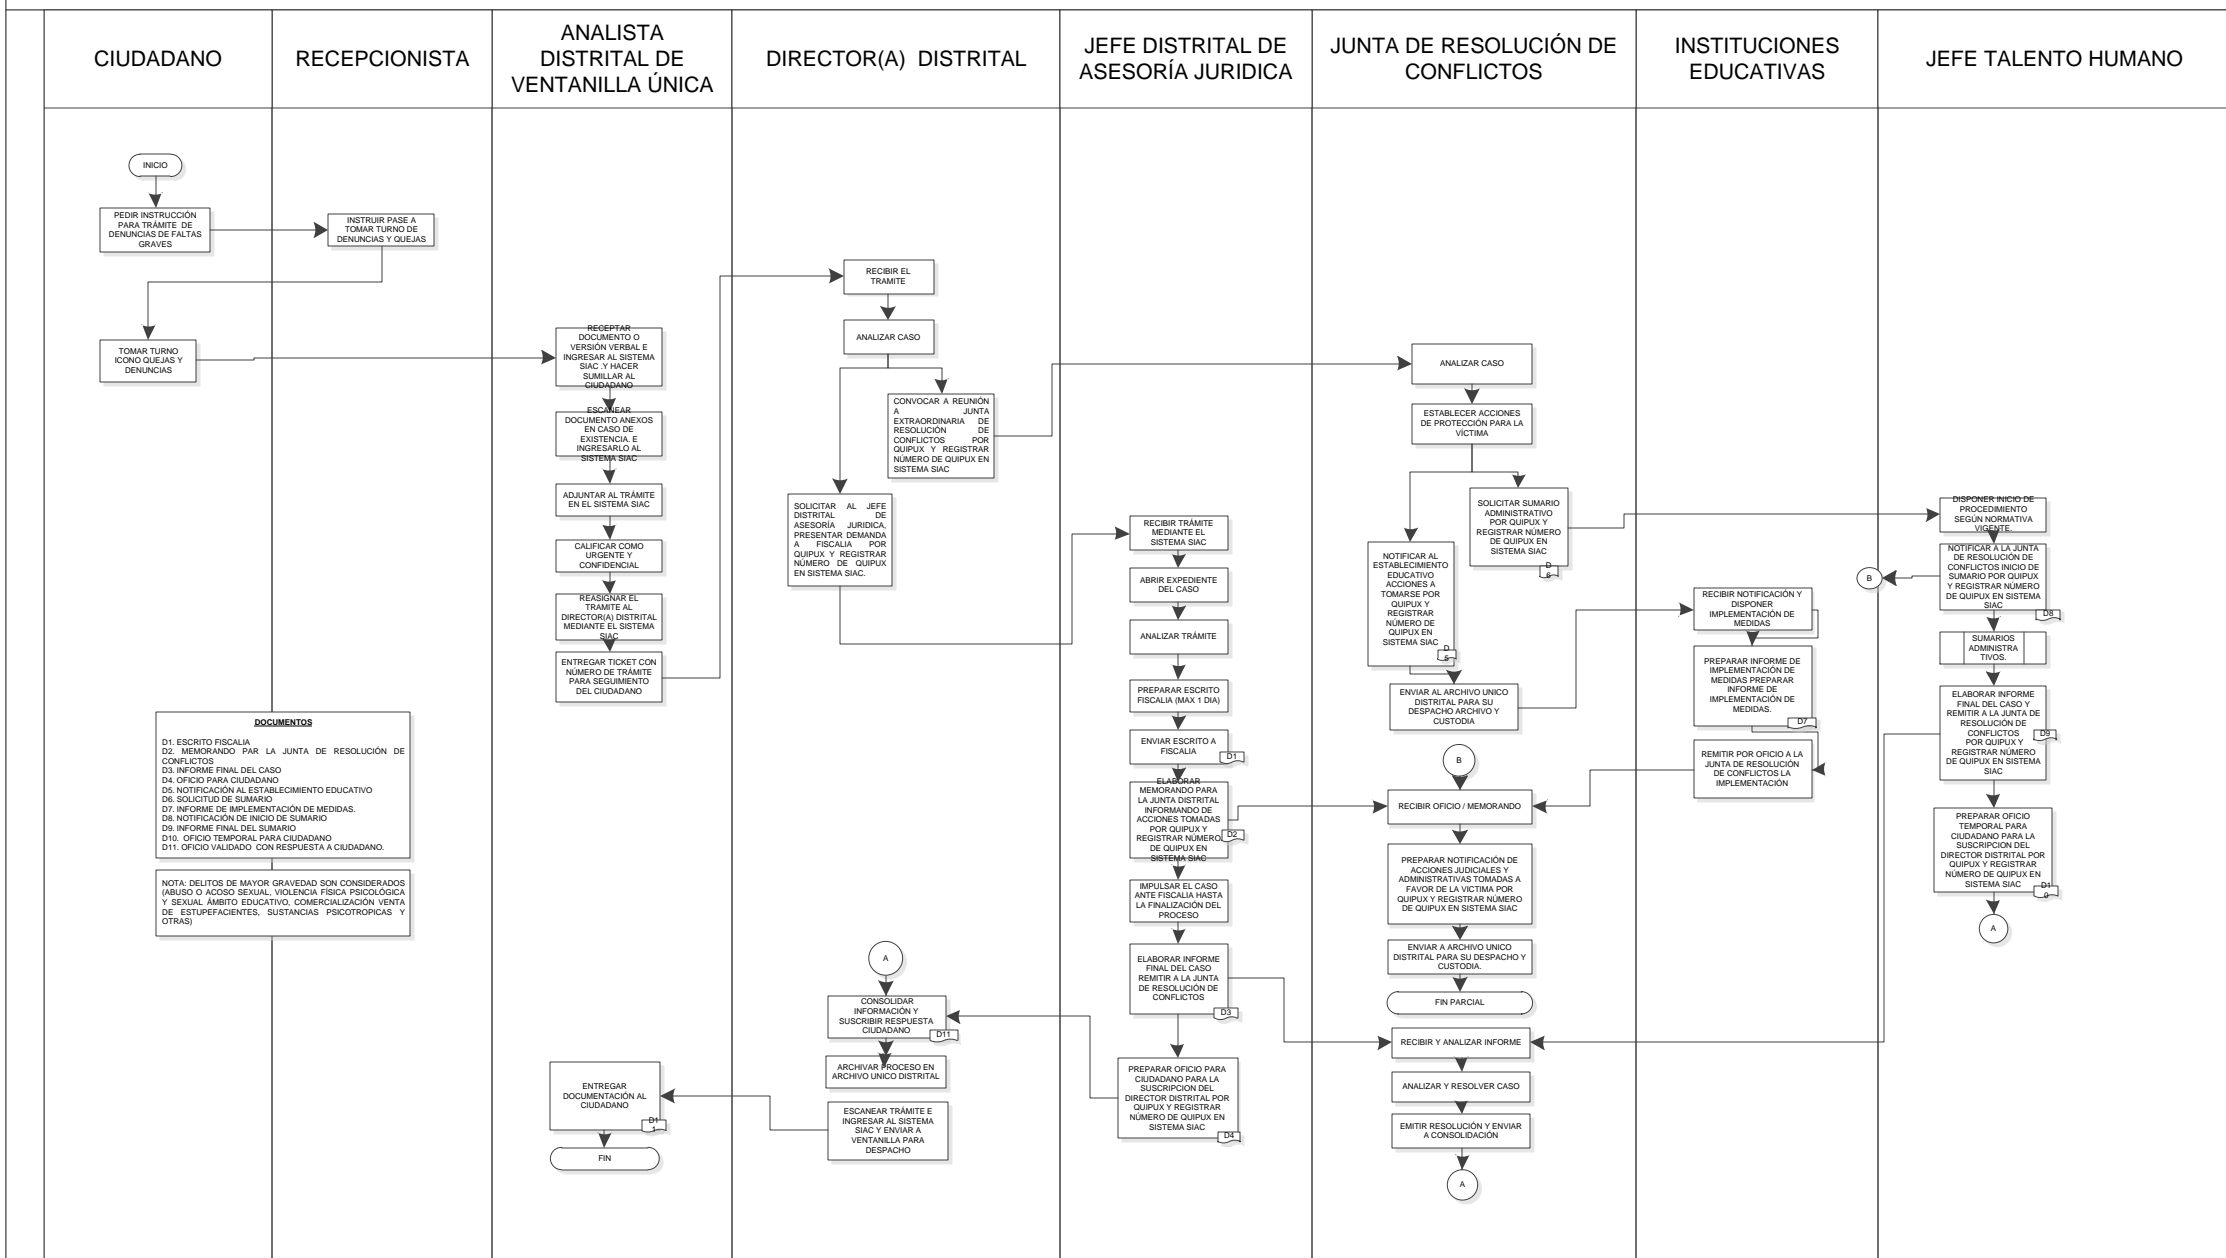 CIUDADANO
RECEPCIONISTA
ANALISTA
DISTRITAL DE
VENTANILLA ÚNICA
DIRECTOR(A)  DISTRITAL
JEFE DISTRITAL DE
ASESORÍA JURIDICA
JUNTA DE RESOLUCIÓN DE
CONFLICTOS
INSTITUCIONES
EDUCATIVAS
JEFE TALENTO HUMANO
INICIO
PEDIR INSTRUCCIÓN
PARA TRÁMITE  DE
DENUNCIAS DE FALTAS
GRAVES
INSTRUIR PASE A
TOMAR TURNO DE
DENUNCIAS Y QUEJAS
TOMAR TURNO
ICONO QUEJAS Y
DENUNCIAS
DOCUMENTOS
D1. ESCRITO FISCALIA
D2. MEMORANDO PAR LA JUNTA DE RESOLUCIÓN DE
CONFLICTOS
D3. INFORME FINAL DEL CASO
D4. OFICIO PARA CIUDADANO
D5. NOTIFICACIÓN AL ESTABLECIMIENTO EDUCATIVO
D6. SOLICITUD DE SUMARIO
D7. INFORME DE IMPLEMENTACIÓN DE MEDIDAS.
D8. NOTIFICACIÓN DE INICIO DE SUMARIO
D9. INFORME FINAL DEL SUMARIO
D10.  OFICIO TEMPORAL PARA CIUDADANO
D11. OFICIO VALIDADO  CON RESPUESTA A CIUDADANO.
NOTA: DELITOS DE MAYOR GRAVEDAD SON CONSIDERADOS
(ABUSO O ACOSO SEXUAL, VIOLENCIA FÍSICA PSICOLÓGICA
Y SEXUAL ÁMBITO EDUCATIVO, COMERCIALIZACIÓN VENTA
DE ESTUPEFACIENTES, SUSTANCIAS PSICOTROPICAS Y
OTRAS)
RECEPTAR
DOCUMENTO O
VERSIÓN VERBAL E
INGRESAR AL SISTEMA
SIAC .Y HACER
SUMILLAR AL
CIUDADANO
ESCANEAR
DOCUMENTO ANEXOS
EN CASO DE
EXISTENCIA. E
INGRESARLO AL
SISTEMA SIAC
ADJUNTAR AL TRÁMITE
EN EL SISTEMA SIAC
CALIFICAR COMO
URGENTE Y
CONFIDENCIAL
REASIGNAR EL
TRAMITE AL
DIRECTOR(A) DISTRITAL
MEDIANTE EL SISTEMA
SIAC
ENTREGAR TICKET CON
NÚMERO DE TRÁMITE
PARA SEGUIMIENTO
DEL CIUDADANO
ENTREGAR
DOCUMENTACIÓN AL
CIUDADANO
D1
1
FIN
RECIBIR EL
TRAMITE
ANALIZAR CASO
CONVOCAR A REUNIÓN
A JUNTA
EXTRAORDINARIA DE
RESOLUCIÓN DE
CONFLICTOS POR
QUIPUX Y REGISTRAR
NÚMERO DE QUIPUX EN
SISTEMA SIAC
SOLICITAR AL JEFE
DISTRITAL DE
ASESORÍA JURIDICA,
PRESENTAR DEMANDA
A FISCALIA POR
QUIPUX Y REGISTRAR
NÚMERO DE QUIPUX
EN SISTEMA SIAC.
A
CONSOLIDAR
INFORMACIÓN Y
SUSCRIBIR RESPUESTA
CIUDADANO
D11
ARCHIVAR PROCESO EN
ARCHIVO UNICO DISTRITAL
ESCANEAR TRÁMITE E
INGRESAR AL SISTEMA
SIAC Y ENVIAR A
VENTANILLA PARA
DESPACHO
RECIBIR TRÁMITE
MEDIANTE EL
SISTEMA SIAC
ABRIR EXPEDIENTE
DEL CASO
ANALIZAR TRÁMITE
PREPARAR ESCRITO
FISCALIA (MAX 1 DIA)
ENVIAR ESCRITO A
FISCALIA
D1
ELABORAR
MEMORANDO PARA
LA JUNTA DISTRITAL
INFORMANDO DE
ACCIONES TOMADAS
POR QUIPUX Y
REGISTRAR NÚMERO
DE QUIPUX EN
SISTEMA SIAC
D2
IMPULSAR EL CASO
ANTE FISCALIA HASTA
LA FINALIZACIÓN DEL
PROCESO
ELABORAR INFORME
FINAL DEL CASO
REMITIR A LA JUNTA
DE RESOLUCIÓN DE
CONFLICTOS
D3
PREPARAR OFICIO PARA
CIUDADANO PARA LA
SUSCRIPCION DEL
DIRECTOR DISTRITAL POR
QUIPUX Y REGISTRAR
NÚMERO DE QUIPUX EN
SISTEMA SIAC
D4
ANALIZAR CASO
ESTABLECER ACCIONES
DE PROTECCIÓN PARA LA
VÍCTIMA
SOLICITAR SUMARIO
ADMINISTRATIVO
POR QUIPUX Y
REGISTRAR NÚMERO
DE QUIPUX EN
SISTEMA SIAC
D
6
NOTIFICAR AL
ESTABLECIMIENTO
EDUCATIVO
ACCIONES A
TOMARSE POR
QUIPUX Y
REGISTRAR
NÚMERO DE
QUIPUX EN
SISTEMA SIAC
D
5
ENVIAR AL ARCHIVO UNICO
DISTRITAL PARA SU
DESPACHO ARCHIVO Y
CUSTODIA
B
RECIBIR OFICIO / MEMORANDO
PREPARAR NOTIFICACIÓN DE
ACCIONES JUDICIALES Y
ADMINISTRATIVAS TOMADAS A
FAVOR DE LA VICTIMA POR
QUIPUX Y REGISTRAR NÚMERO
DE QUIPUX EN SISTEMA SIAC
ENVIAR A ARCHIVO UNICO
DISTRITAL PARA SU DESPACHO Y
CUSTODIA.
FIN PARCIAL
RECIBIR Y ANALIZAR INFORME
ANALIZAR Y RESOLVER CASO
EMITIR RESOLUCIÓN Y ENVIAR
A CONSOLIDACIÓN
A
RECIBIR NOTIFICACIÓN Y
DISPONER
IMPLEMENTACIÓN DE
MEDIDAS
PREPARAR INFORME DE
IMPLEMENTACIÓN DE
MEDIDAS PREPARAR
INFORME DE
IMPLEMENTACIÓN DE
MEDIDAS.
D7
REMITIR POR OFICIO A LA
JUNTA DE RESOLUCIÓN
DE CONFLICTOS LA
IMPLEMENTACIÓN
DISPONER INICIO DE
PROCEDIMIENTO
SEGÚN NORMATIVA
VIGENTE.
NOTIFICAR A LA JUNTA
DE RESOLUCIÓN DE
CONFLICTOS INICIO DE
SUMARIO POR QUIPUX
Y REGISTRAR NÚMERO
DE QUIPUX EN SISTEMA
SIAC
B
D8
SUMARIOS
ADMINISTRA
TIVOS.
ELABORAR INFORME
FINAL DEL CASO Y
REMITIR A LA JUNTA DE
RESOLUCIÓN DE
CONFLICTOS
POR QUIPUX Y
REGISTRAR NÚMERO
DE QUIPUX EN SISTEMA
SIAC
D9
PREPARAR OFICIO
TEMPORAL PARA
CIUDADANO PARA LA
SUSCRIPCION DEL
DIRECTOR DISTRITAL POR
QUIPUX Y REGISTRAR
NÚMERO DE QUIPUX EN
SISTEMA SIAC
D1
0
A